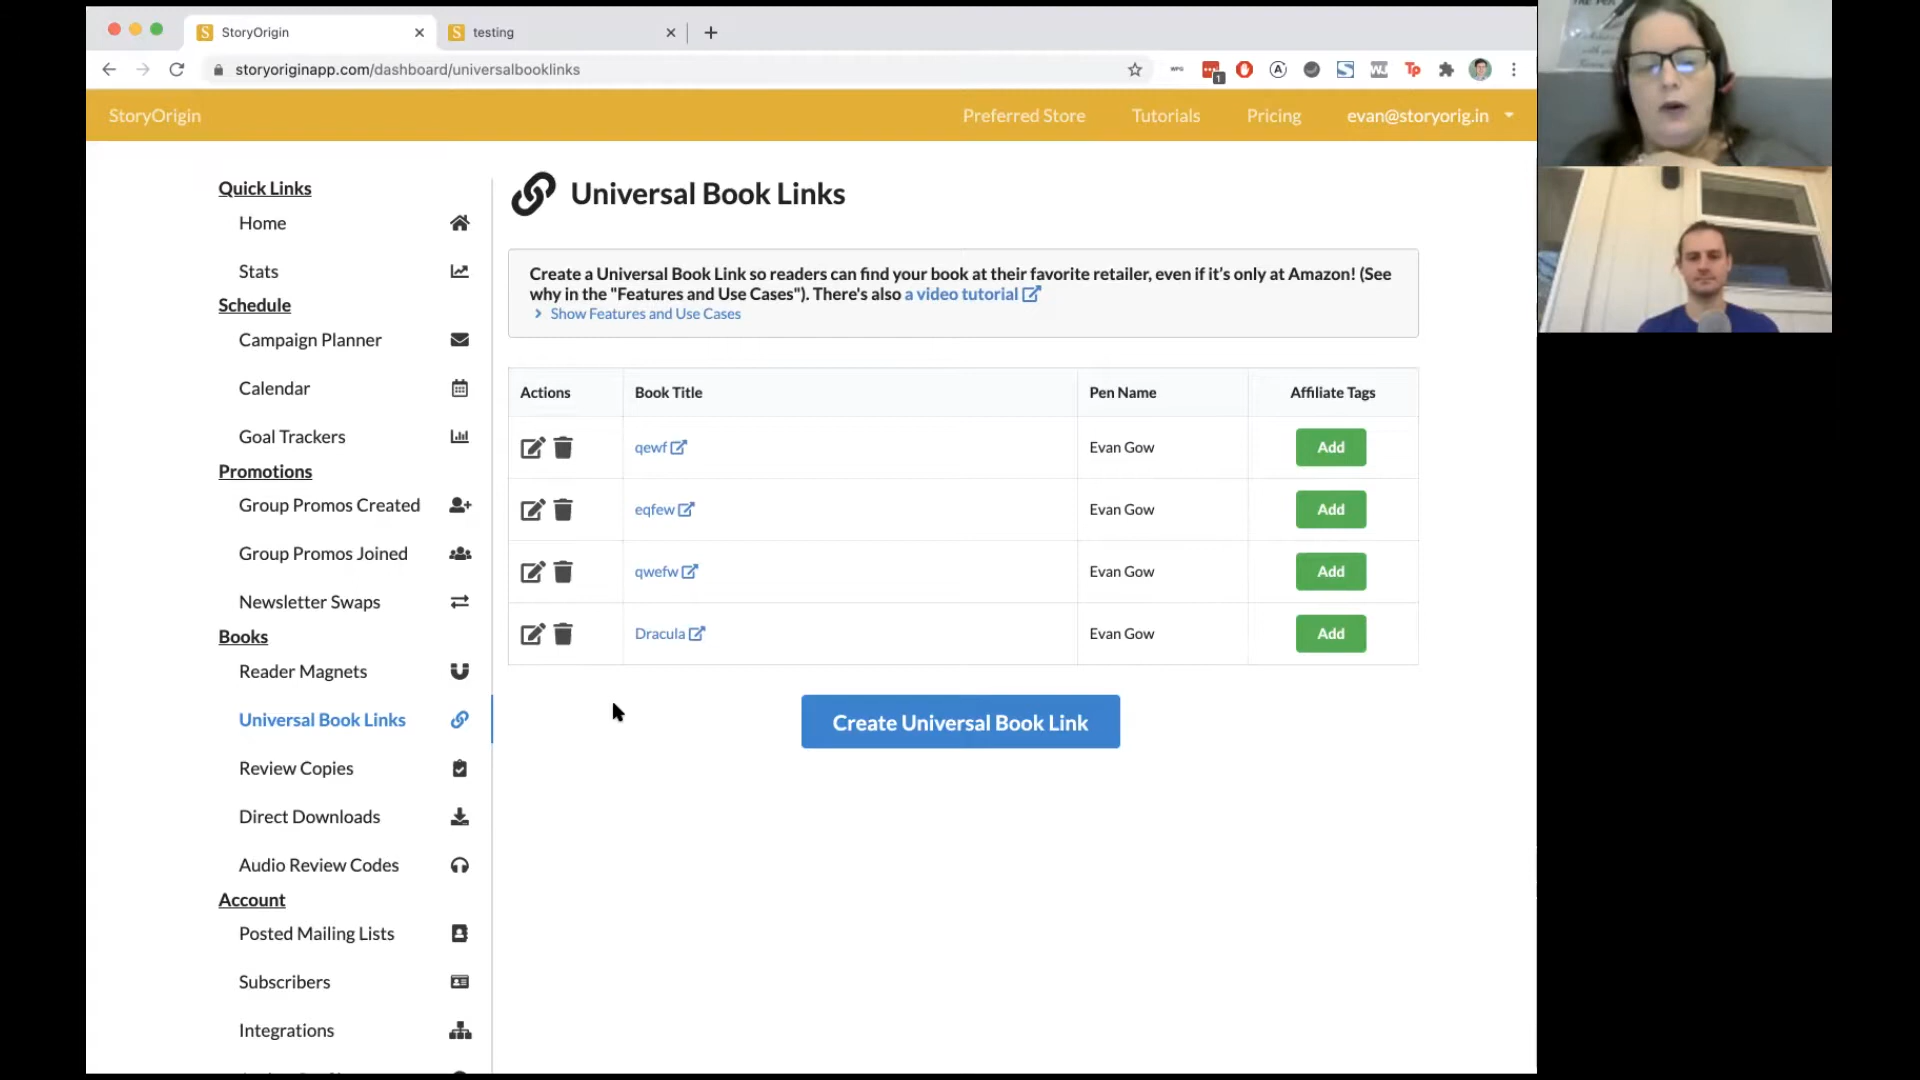 StoryOrigin
testing
storyoriginapp.com/dashboard/universalbooklinks
StoryOrigin
Preferred Store
Tutorials
Pricing
evan@storyorig.in
Quick Links
Home
Stats
Schedule
Campaign Planner
Calendar
Goal Trackers
Promotions
Group Promos Created
Group Promos Joined
Newsletter Swaps
Books
Reader Magnets
Universal Book Links
Review Copies
Direct Downloads
Audio Review Codes
Account
Posted Mailing Lists
Subscribers
Integrations
Universal Book Links
Create a Universal Book Link so readers can find your book at their favorite retailer, even if it's only at Amazon! (See
why in the "Features and Use Cases"). There's also a video tutorial
Show Features and Use Cases
Actions Book Title Pen Name Affiliate Tags
qewf Evan Gow Add
eqfew Evan Gow Add
qwefw Evan Gow Add
Dracula Evan Gow Add
Create Universal Book Link